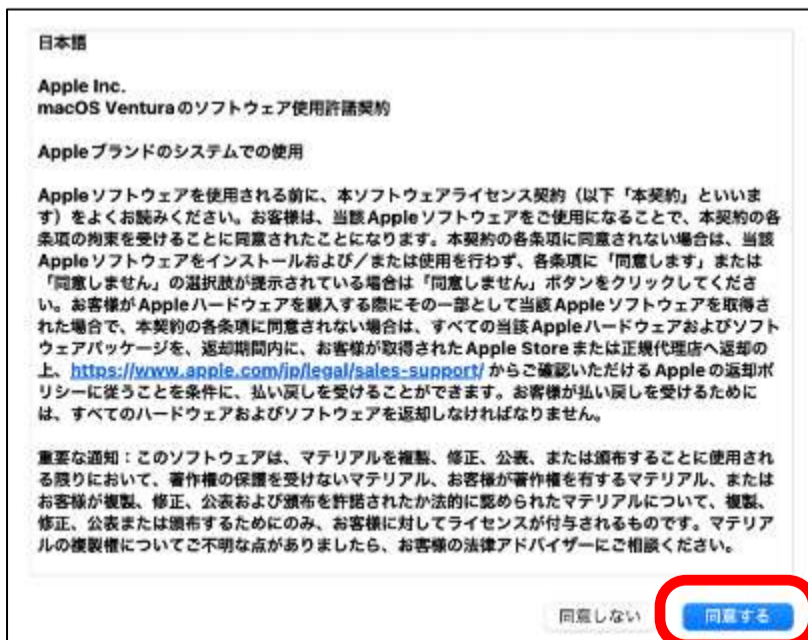 日本語
Apple Inc.
macOS Venturaのソフトウェア使用許諾契約
Appleブランドのシステムでの使用
Appleソフトウェアを使用される前に、本ソフトウェアライセンス契約（以下「本契約」といいま
す）をよくお読みください。お客様は、当該Appleソフトウェアをご使用になることで、本契約の各
条項の拘束を受けることに同意されたことになります。本契約の各条項に同意されない場合は、当該
Appleソフトウェアをインストールおよび／または使用を行わず、各条項に「同意します」または
「同意しません」の選択肢が提示されている場合は「同意しません」ボタンをクリックしてくださ
い。お客様がAppleハードウェアを購入する際にその一部として当該Appleソフトウェアを取得さ
れた場合で、本契約の各条項に同意されない場合は、すべての当該Appleハードウェアおよびソフト
ウェアパッケージを、返却期間内に、お客様が取得されたApple Storeまたは正規代理店へ返却の
上、https://www.apple.com/jp/legal/sales-support/ からご確認いただけるAppleの返却ポ
リシーに従うことを条件に、払い戻しを受けることができます。お客様が払い戻しを受けるために
は、すべてのハードウェアおよびソフトウェアを返却しなければなりません。
重要な通知：このソフトウェアは、マテリアルを複製、修正、公表、または頒布することに使用され
る限りにおいて、著作権の保護を受けないマテリアル、お客様が著作権を有するマテリアル、または
お客様が複製、修正、公表および頒布を許諾されたか法的に認められたマテリアルについて、複製、
修正、公表または頒布するためにのみ、お客様に対してライセンスが付与されるものです。マテリア
ルの複製権についてご不明な点がありましたら、お客様の法律アドバイザーにご相談ください。
同意しない
同意する